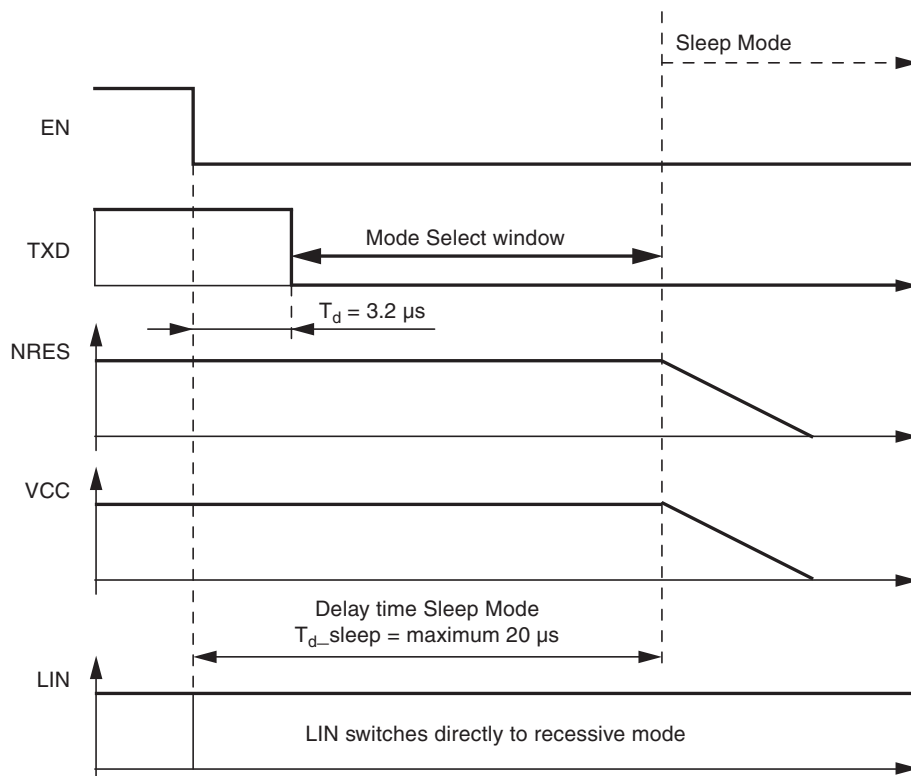 Sleep Mode
EN
TXD
Mode Select window
T_d = 3.2 µs
NRES
VCC
Delay time Sleep Mode
T_d_sleep = maximum 20 µs
LIN
LIN switches directly to recessive mode